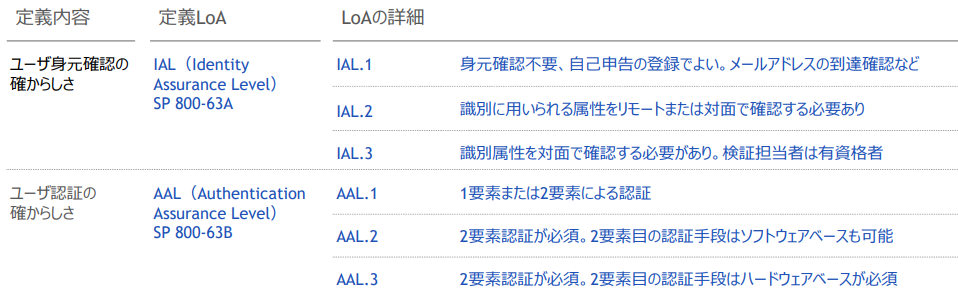 定義内容 定義LoA LoAの詳細
ユーザ身元確認の
確からしさ
IAL（Identity
Assurance Level）
SP 800-63A
IAL.1 身元確認不要、自己申告の登録でよい。メールアドレスの到達確認など
IAL.2 識別に用いられる属性をリモートまたは対面で確認する必要あり
IAL.3 識別属性を対面で確認する必要があり。検証担当者は有資格者
ユーザ認証の
確からしさ
AAL（Authentication
Assurance Level）
SP 800-63B
AAL.1 1要素または2要素による認証
AAL.2 2要素認証が必須。2要素目の認証手段はソフトウェアベースも可能
AAL.3 2要素認証が必須。2要素目の認証手段はハードウェアベースが必須